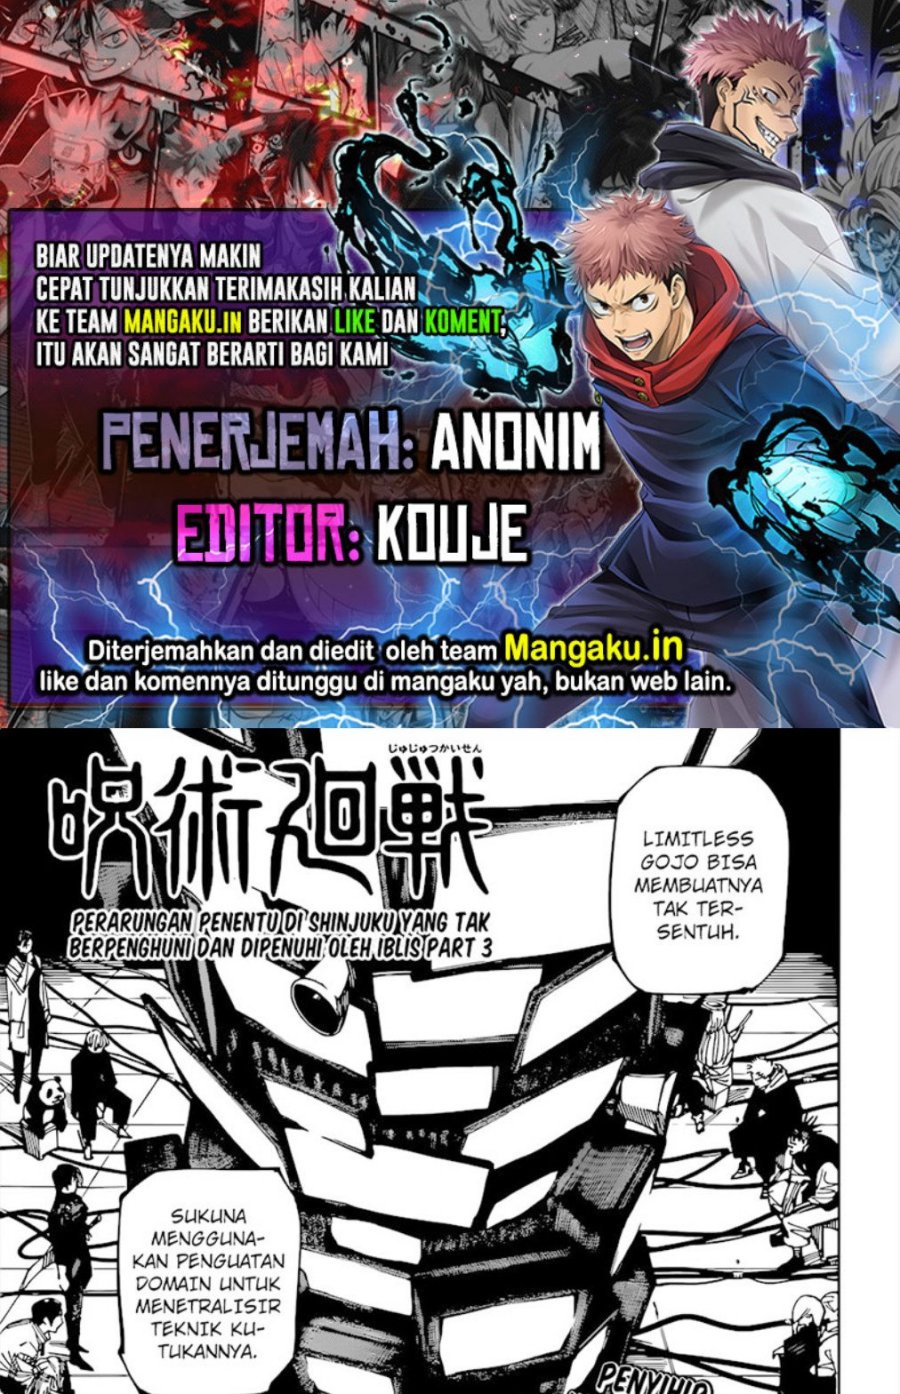 BIAR UPDATENYA MAKIN
CEPAT TUNJUKKAN TERIMAKASIH KALIAN
KE TEAM MANGAKU.IN BERIKAN LIKE DAN KOMENT,
ITU AKAN SANGAT BERARTI BAGI KAMI
PENERJEMAH: ANONIM
EDITOR: KOUJE
Diterjemahkan dan diedit oleh team Mangaku.in
like dan komennya ditunggu di mangaku yah, bukan web lain.
じゅじゅつかいせん
呪術廻戦
PERARUNGAN PENENTU DI SHINJUKU YANG TAK
BERPENGHUNI DAN DIPENUHI OLEH IBLIS PART 3
LIMITLESS
GOJO BISA
MEMBUATNYA
TAK TER-
SENTUH.
SUKUNA
MENGGUNA-
KAN PENGUATAN
DOMAIN UNTUK
MENETRALISIR
TEKNIK KU-
TUKANNYA.
PENYIHIR